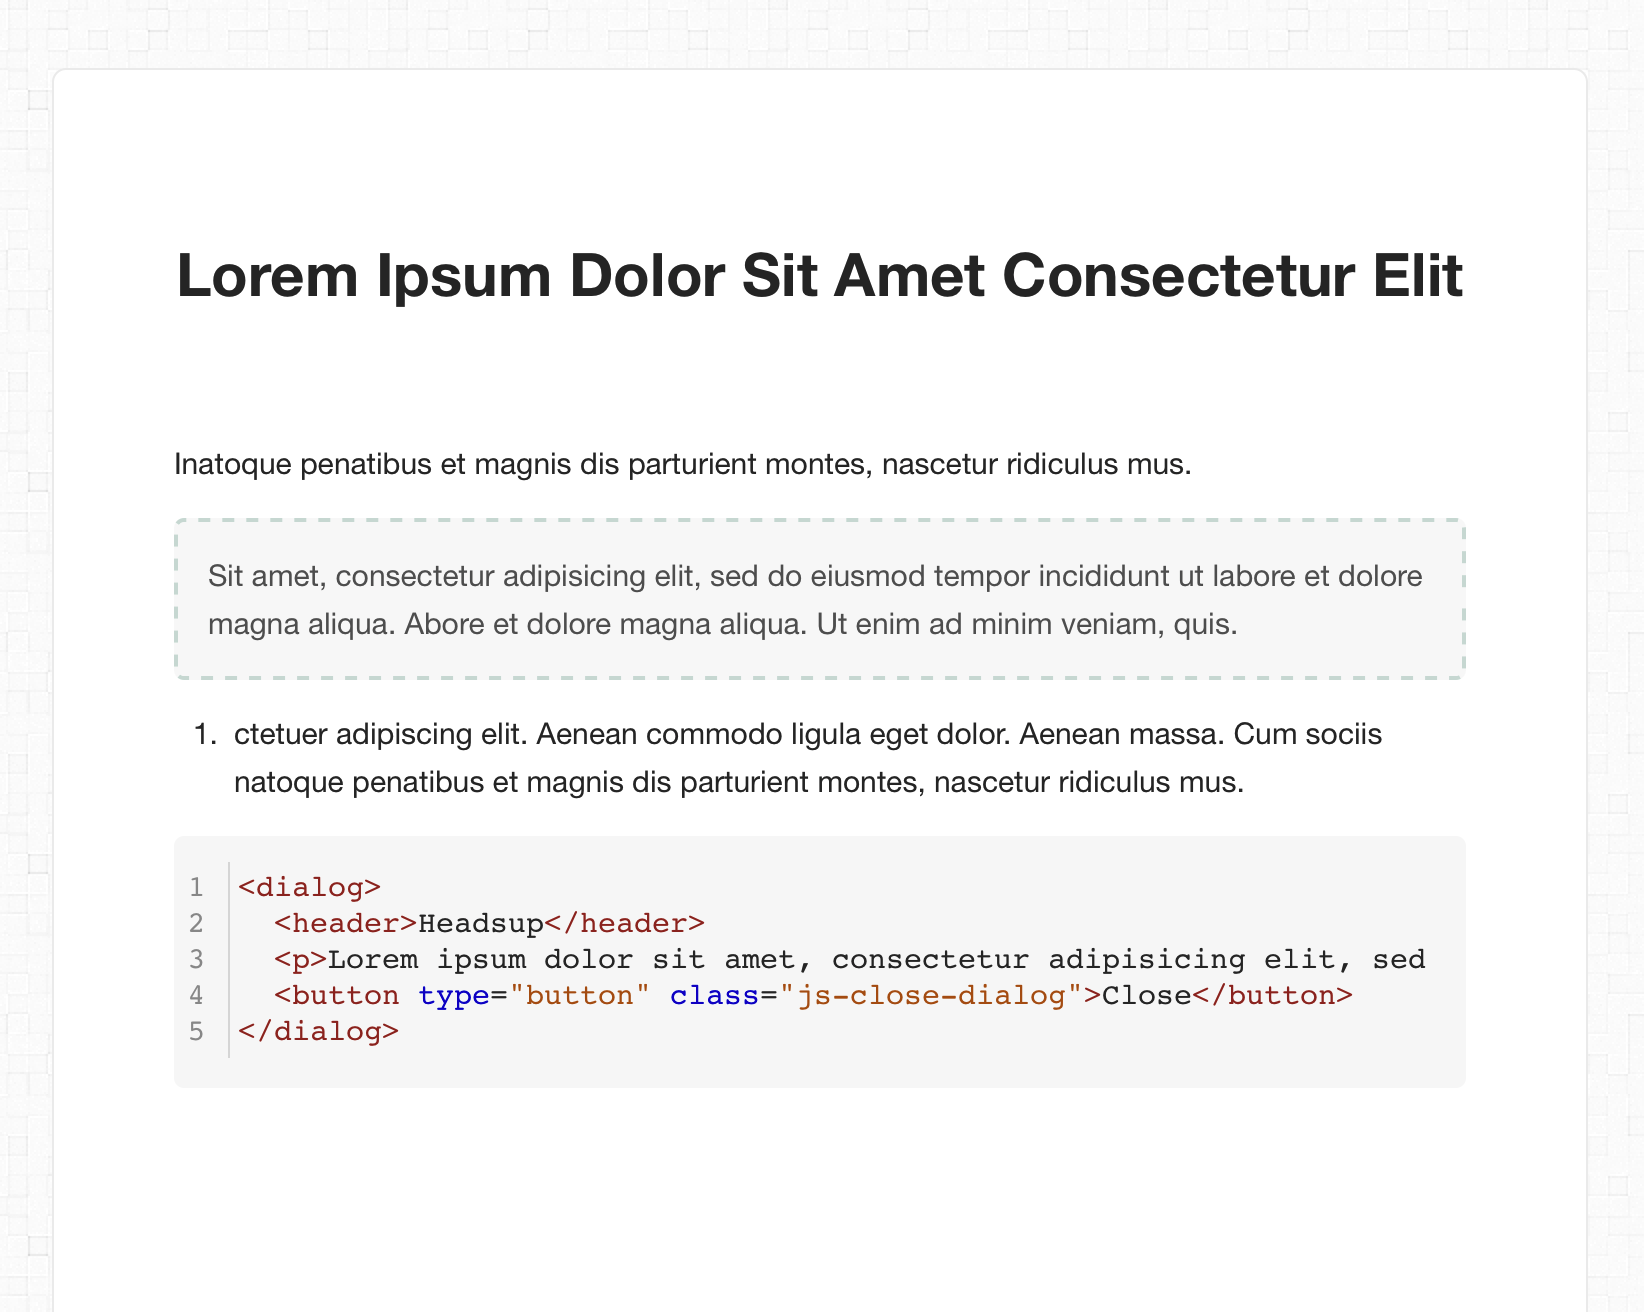 Lorem Ipsum Dolor Sit Amet Consectetur Elit
Inatoque penatibus et magnis dis parturient montes, nascetur ridiculus mus.
Sit amet, consectetur adipisicing elit, sed do eiusmod tempor incididunt ut labore et dolore
magna aliqua. Abore et dolore magna aliqua. Ut enim ad minim veniam, quis.
1. ctetuer adipiscing elit. Aenean commodo ligula eget dolor. Aenean massa. Cum sociis
natoque penatibus et magnis dis parturient montes, nascetur ridiculus mus.
1 <dialog>
2   <header>Headsup</header>
3   <p>Lorem ipsum dolor sit amet, consectetur adipisicing elit, sed
4   <button type="button" class="js-close-dialog">Close</button>
5 </dialog>